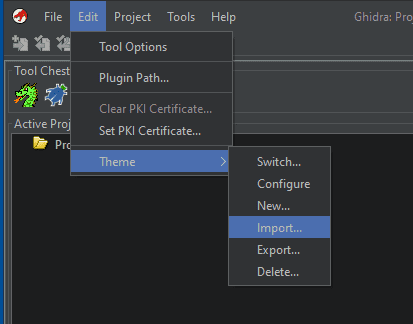 File Edit Project Tools Help Ghidra: Pro
Tool Options
Plugin Path...
Tool Chest
Clear PKI Certificate...
Active Proj
Set PKI Certificate...
Pro
Theme
Switch...
Configure
New...
Import...
Export...
Delete...